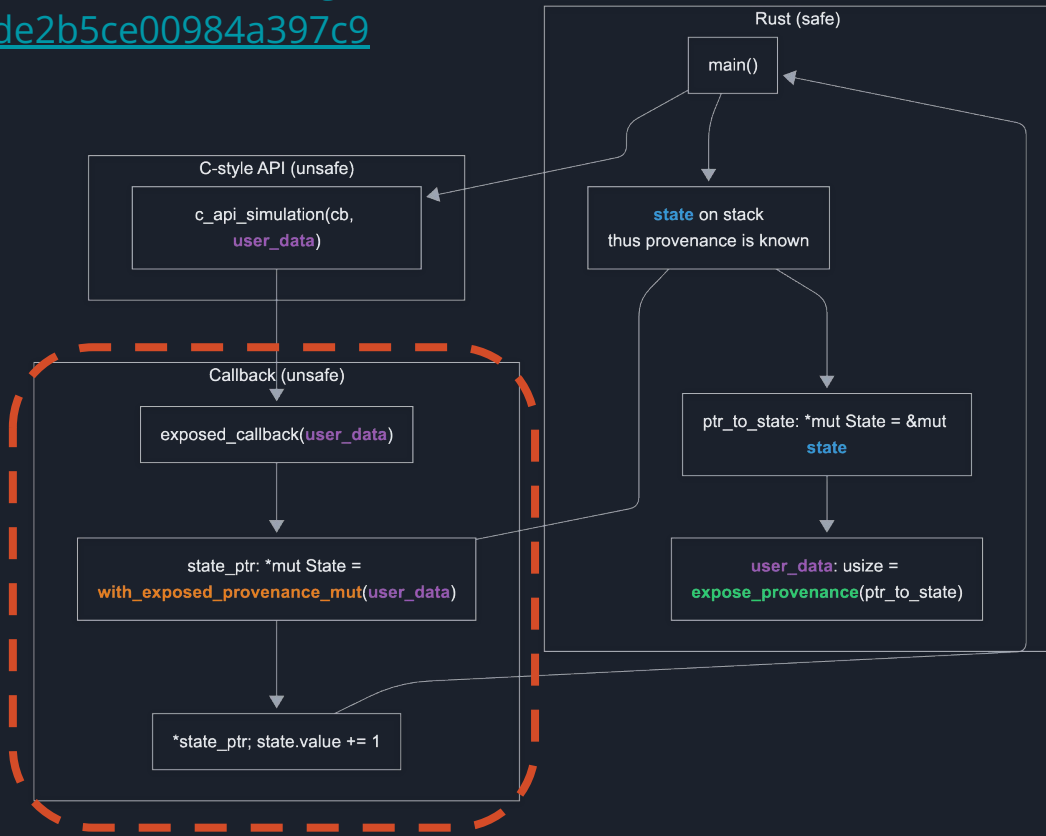 de2b5ce00984a397c9
Rust (safe)
main()
C-style API (unsafe)
c_api_simulation(cb,
user_data)
state on stack
thus provenance is known
Callback (unsafe)
exposed_callback(user_data)
ptr_to_state: *mut State = &mut
state
state_ptr: *mut State =
with_exposed_provenance_mut(user_data)
user_data: usize =
expose_provenance(ptr_to_state)
*state_ptr; state.value += 1